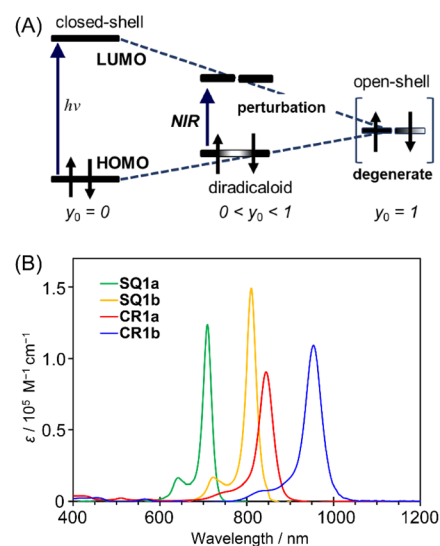 (A)
closed-shell
LUMO
hν
NIR
perturbation
open-shell
HOMO
diradicaloid
degenerate
y₀ = 0
0 < y₀ < 1
y₀ = 1
(B)
SQ1a
SQ1b
CR1a
CR1b
ε / 10⁵ M⁻¹ cm⁻¹
1.5
1.0
0.5
0
400
600
800
1000
1200
Wavelength / nm